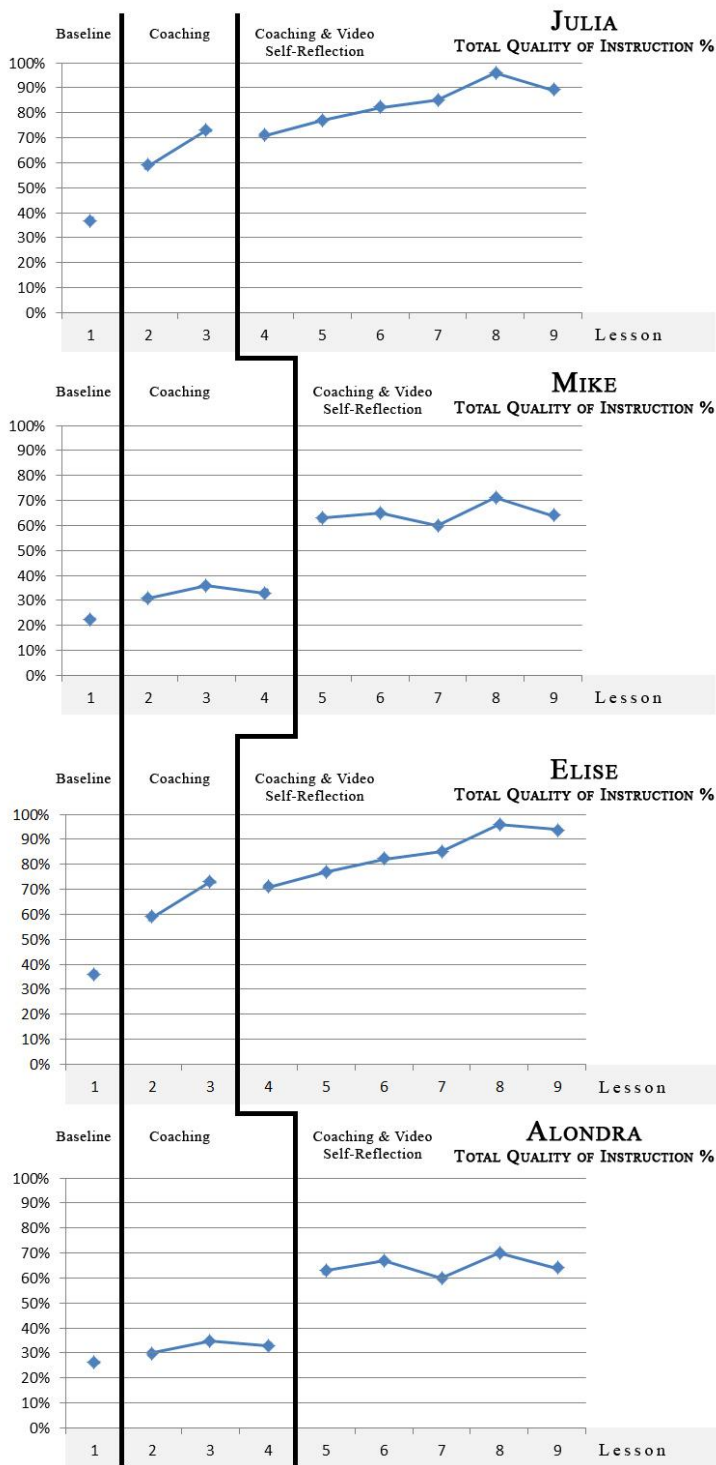 JULIA
Baseline Coaching Coaching & Video
Self-Reflection
TOTAL QUALITY OF INSTRUCTION %
100%
90%
80%
70%
60%
50%
40%
30%
20%
10%
0%
1 2 3 4 5 6 7 8 9 Lesson
MIKE
Baseline Coaching Coaching & Video
Self-Reflection
TOTAL QUALITY OF INSTRUCTION %
100%
90%
80%
70%
60%
50%
40%
30%
20%
10%
0%
1 2 3 4 5 6 7 8 9 Lesson
ELISE
Baseline Coaching Coaching & Video
Self-Reflection
TOTAL QUALITY OF INSTRUCTION %
100%
90%
80%
70%
60%
50%
40%
30%
20%
10%
0%
1 2 3 4 5 6 7 8 9 Lesson
ALONDRA
Baseline Coaching Coaching & Video
Self-Reflection
TOTAL QUALITY OF INSTRUCTION %
100%
90%
80%
70%
60%
50%
40%
30%
20%
10%
0%
1 2 3 4 5 6 7 8 9 Lesson